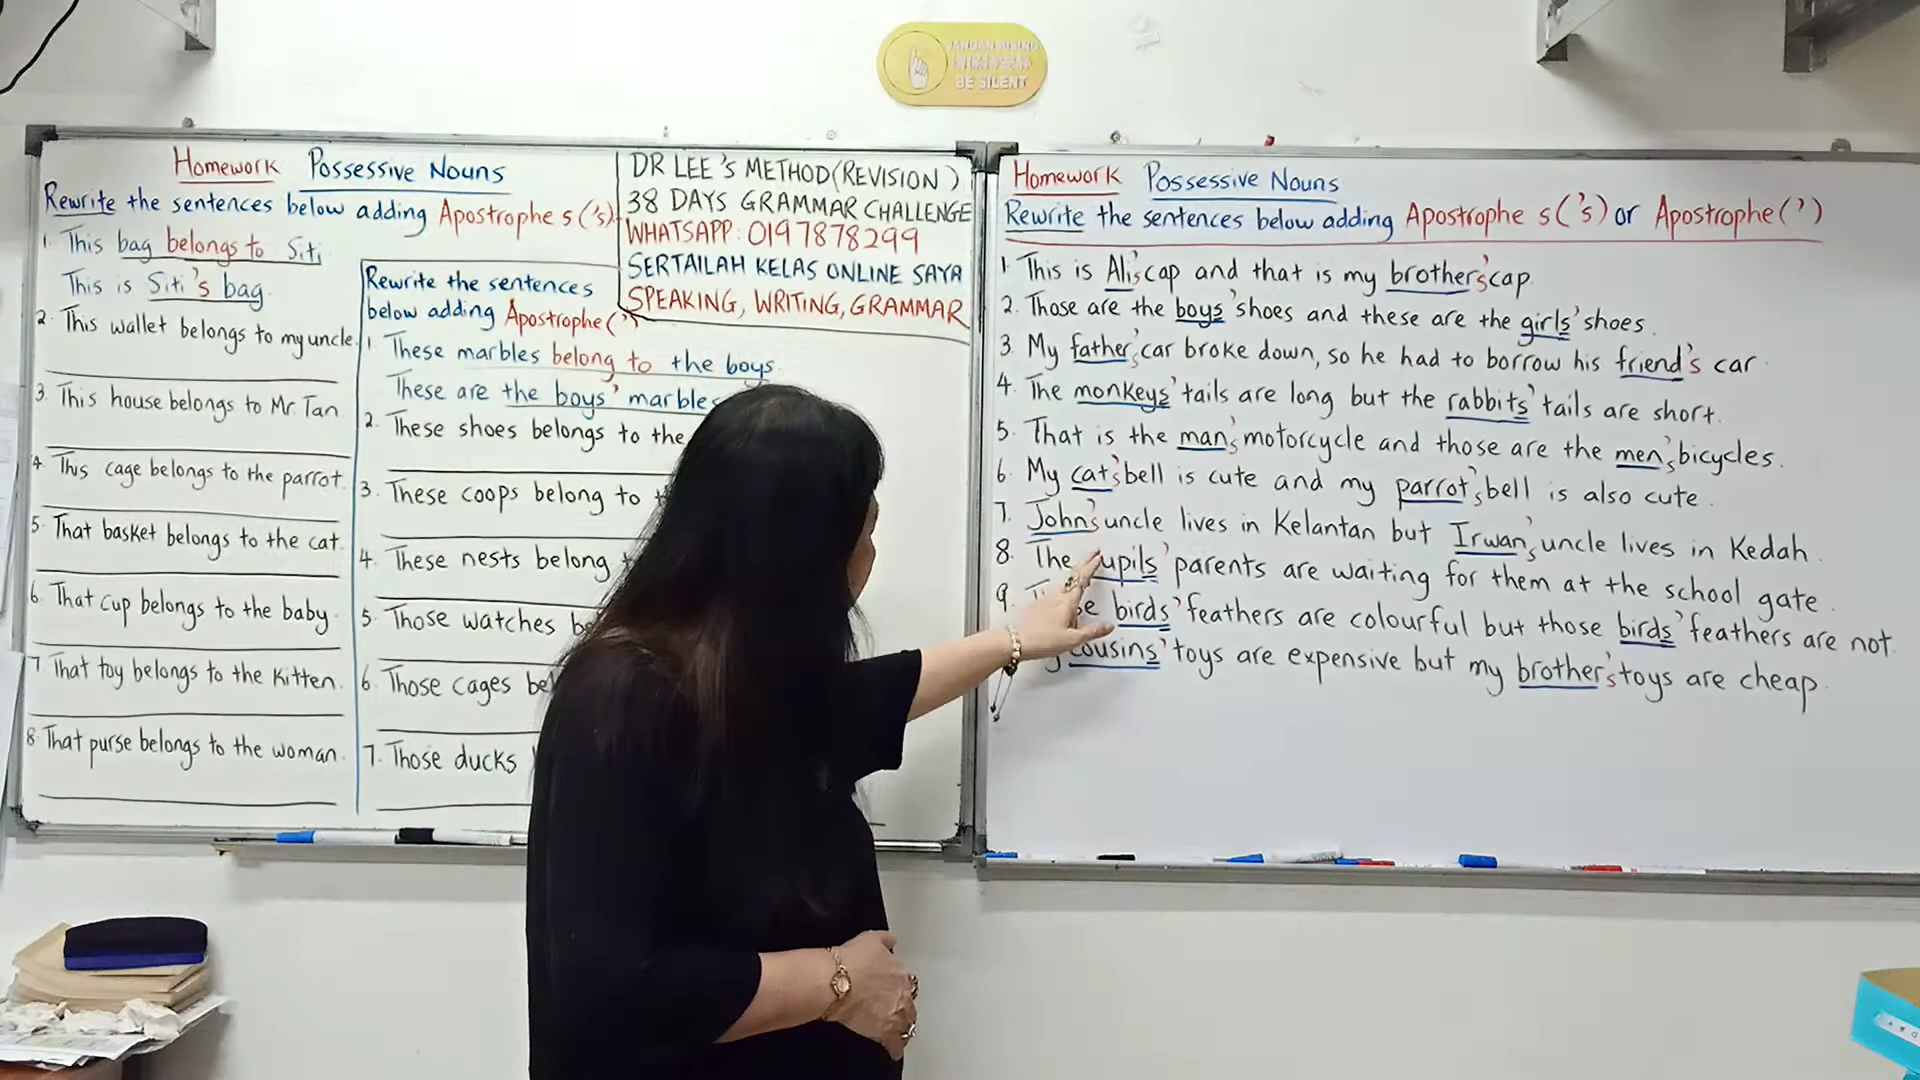 BE SILENT
Homework Possessive Nouns
Rewrite the sentences below adding Apostrophe s ('s).
1. This bag belongs to Siti.
This is Siti's bag.
2. This wallet belongs to my uncle.
3. This house belongs to Mr. Tan
4. This cage belongs to the parrot.
5. That basket belongs to the cat.
6. That cup belongs to the baby.
7. That toy belongs to the kitten.
8. That purse belongs to the woman.
Rewrite the sentences
below adding Apostrophe (')
1. These marbles belong to the boys.
These are the boys' marbles
2. These shoes belongs to the
3. These coops belong to
4. These nests belong
5. Those watches
6. Those cages
7. Those ducks
DR LEE'S METHOD (REVISION)
38 DAYS GRAMMAR CHALLENGE
WHATSAPP: 0197878299
SERTAILAH KELAS ONLINE SAYA
SPEAKING, WRITING, GRAMMAR
Homework Possessive Nouns
Rewrite the sentences below adding Apostrophe s ('s) or Apostrophe (')
1. This is Ali's cap and that is my brother's cap.
2. Those are the boys' shoes and these are the girls' shoes.
3. My father's car broke down, so he had to borrow his friend's car
4. The monkeys' tails are long but the rabbits' tails are short.
5. That is the man's motorcycle and those are the men's bicycles.
6. My cat's bell is cute and my parrot's bell is also cute.
7. John's uncle lives in Kelantan but Irwan's uncle lives in Kedah.
8. The pupils' parents are waiting for them at the school gate.
9. birds' feathers are colourful but those birds' feathers are not.
cousins' toys are expensive but my brother's toys are cheap.